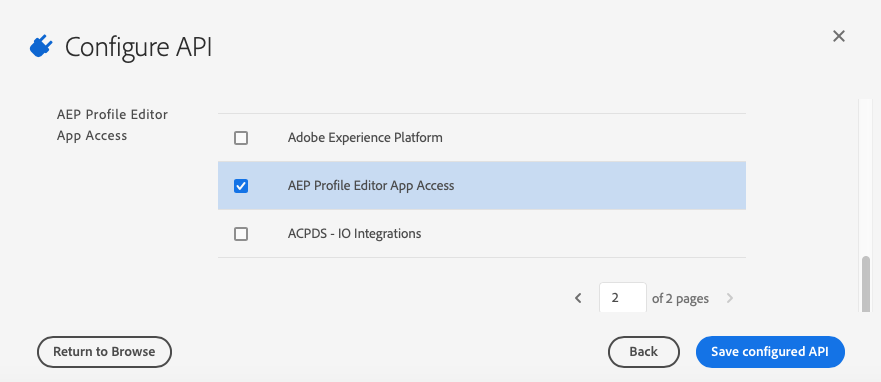 Configure API
AEP Profile Editor
App Access
Adobe Experience Platform
AEP Profile Editor App Access
ACPDS - IO Integrations
2 of 2 pages
Return to Browse
Back
Save configured API